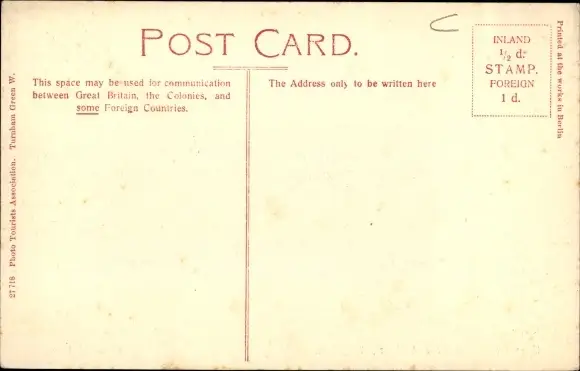 POST CARD.
This space may be used for communication
between Great Britain, the Colonies, and
some Foreign Countries.
The Address only to be written here
INLAND
½ d.
STAMP.
FOREIGN
1 d.
Printed at the works in Berlin
27718 Photo Tourists Association. Turnham Green W.